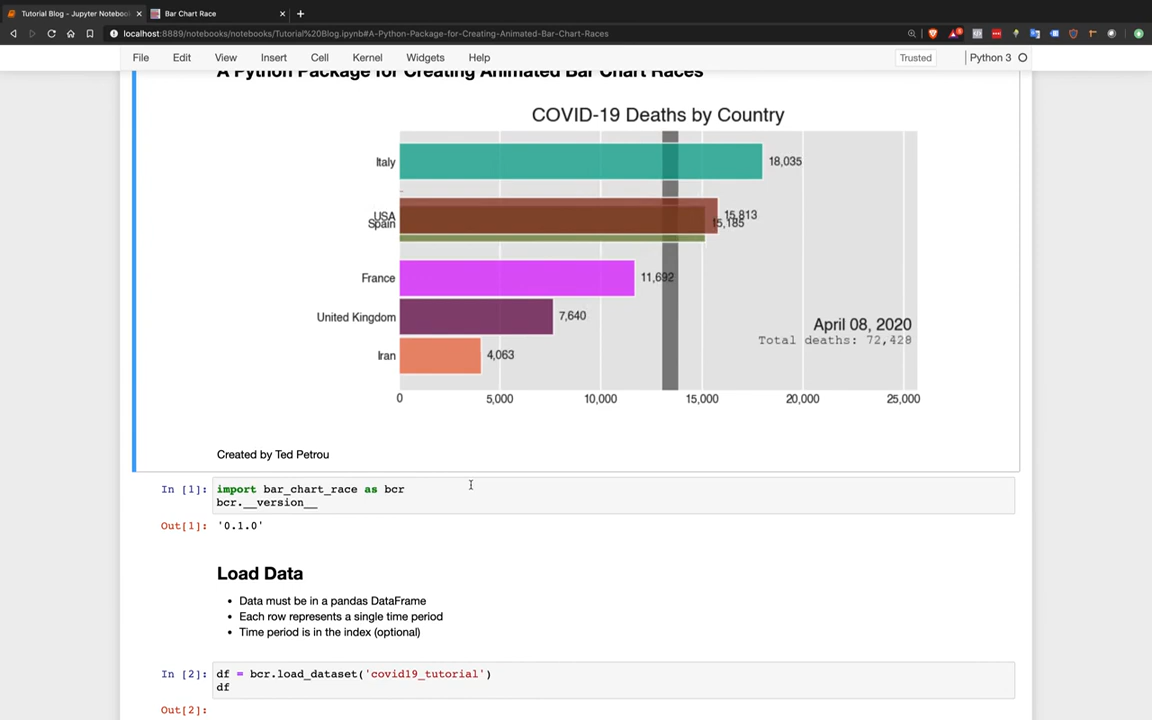 Tutorial Blog - Jupyter Notebook
Bar Chart Race
localhost:8889/notebooks/notebooks/Tutorial%20Blog.ipynb#A-Python-Package-for-Creating-Animated-Bar-Chart-Races
File Edit View Insert Cell Kernel Widgets Help
Trusted
Python 3
A Python Package for Creating Animated Bar Chart Races
COVID-19 Deaths by Country
Italy 18,035
USA 15,813
Spain 15,185
France 11,692
United Kingdom 7,640
April 08, 2020
Total deaths: 72,428
Iran 4,063
0 5,000 10,000 15,000 20,000 25,000
Created by Ted Petrou
In [1]: import bar_chart_race as bcr
bcr.__version__
Out[1]: '0.1.0'
Load Data
• Data must be in a pandas DataFrame
• Each row represents a single time period
• Time period is in the index (optional)
In [2]: df = bcr.load_dataset('covid19_tutorial')
df
Out[2]: